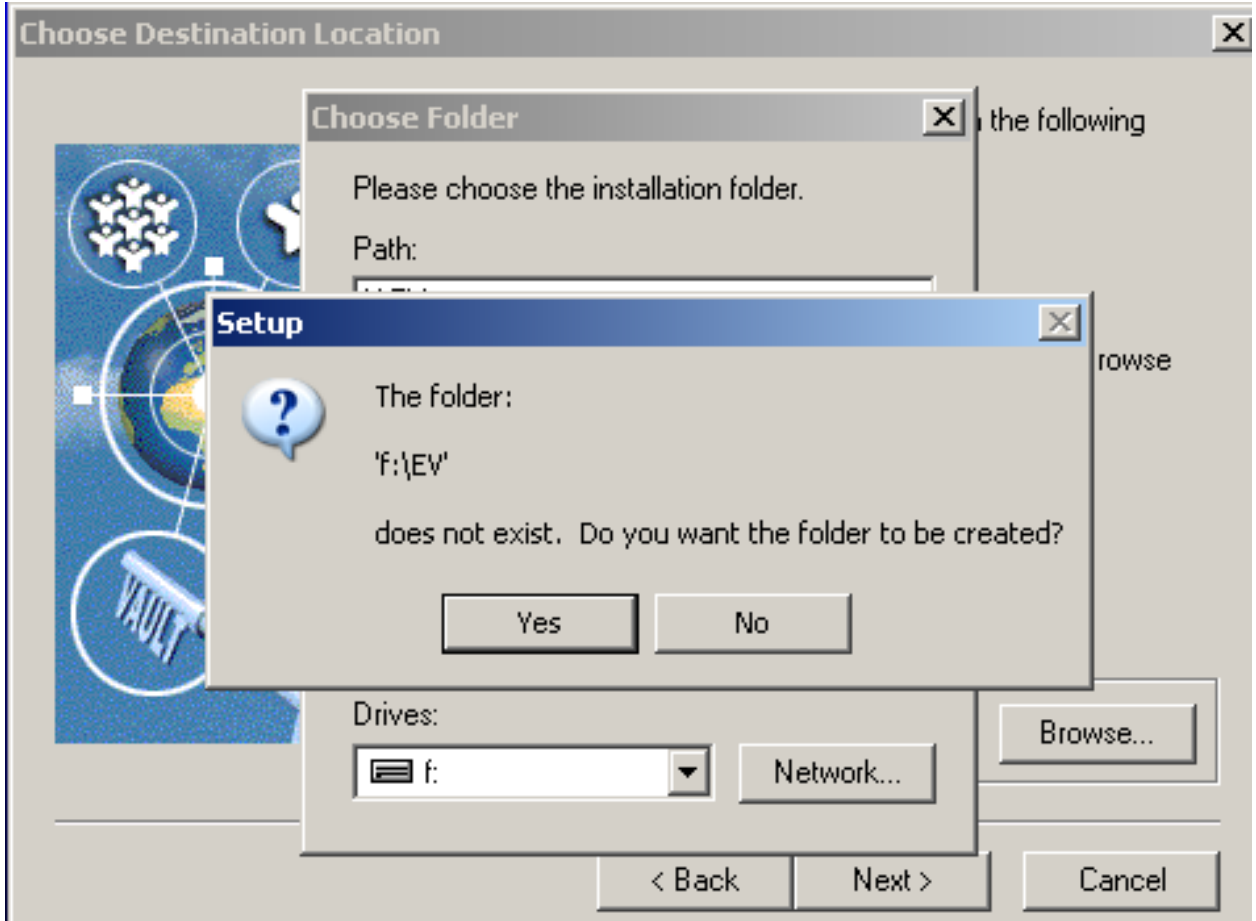 Choose Destination Location
Choose Folder
the following
Please choose the installation folder.
Path:
Setup
rowse
The folder:
'f:\EV'
does not exist.  Do you want the folder to be created?
Yes
No
VAULT
Drives:
Browse...
f:
Network...
< Back
Next >
Cancel